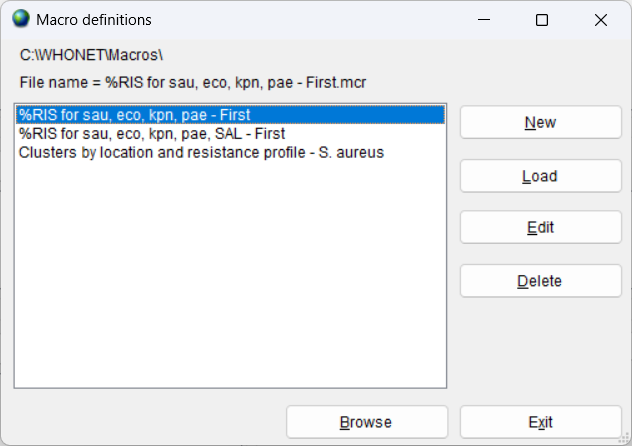 Macro definitions
C:\WHONET\Macros\
File name = %RIS for sau, eco, kpn, pae - First.mcr
%RIS for sau, eco, kpn, pae - First
%RIS for sau, eco, kpn, pae, SAL - First
Clusters by location and resistance profile - S. aureus
New
Load
Edit
Delete
Browse
Exit